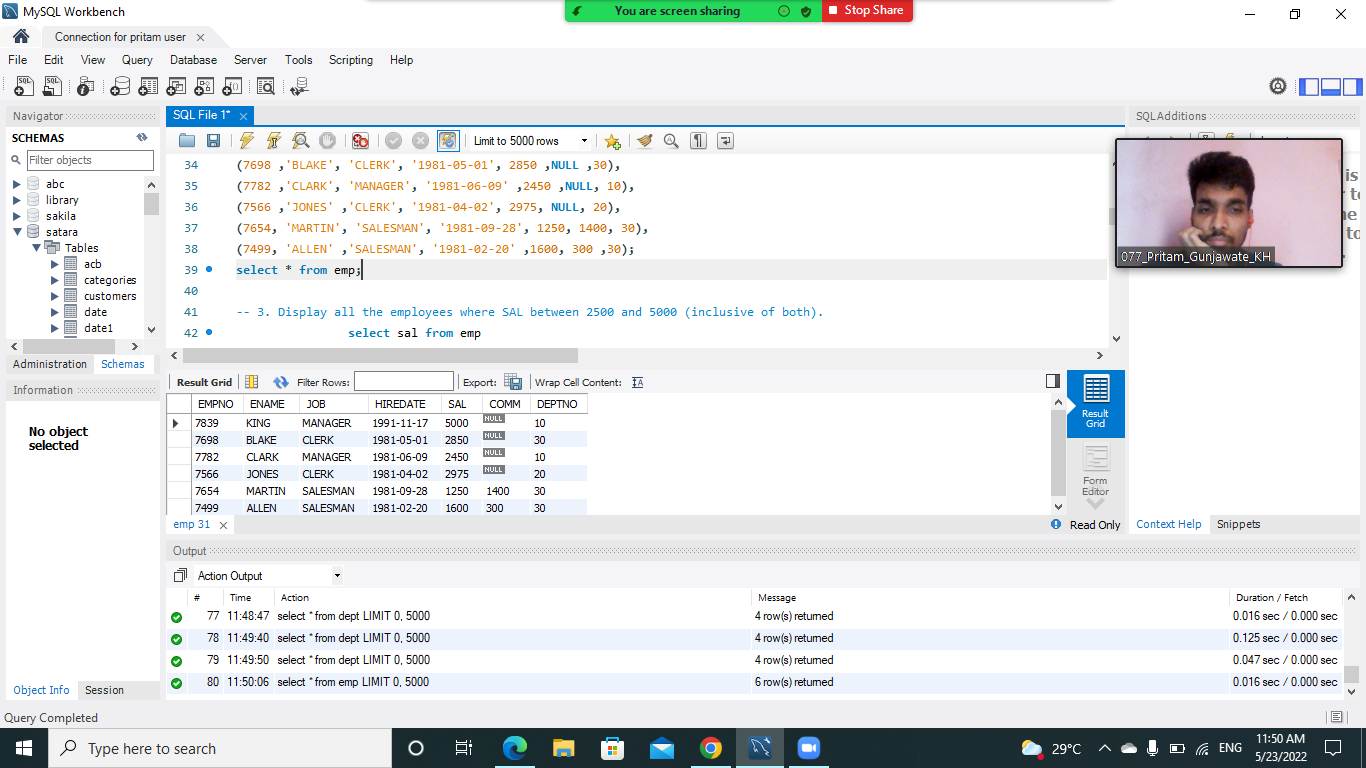 MySQL Workbench
You are screen sharing
Stop Share
Connection for pritam user
File Edit View Query Database Server Tools Scripting Help
Navigator
SCHEMAS
Filter objects
abc
library
sakila
satara
Tables
acb
categories
customers
date
date1
Administration Schemas
Information
No object
selected
Object Info Session
SQL File 1*
Limit to 5000 rows
34 (7698 ,'BLAKE', 'CLERK', '1981-05-01', 2850 ,NULL ,30),
35 (7782 ,'CLARK', 'MANAGER', '1981-06-09' ,2450 ,NULL, 10),
36 (7566 ,'JONES' ,'CLERK', '1981-04-02', 2975, NULL, 20),
37 (7654, 'MARTIN', 'SALESMAN', '1981-09-28', 1250, 1400, 30),
38 (7499, 'ALLEN' ,'SALESMAN', '1981-02-20' ,1600, 300 ,30);
39 select * from emp;
40
41 -- 3. Display all the employees where SAL between 2500 and 5000 (inclusive of both).
42 select sal from emp
Result Grid Filter Rows: Export: Wrap Cell Content:
EMPNO ENAME JOB HIREDATE SAL COMM DEPTNO
7839 KING MANAGER 1991-11-17 5000 NULL 10
7698 BLAKE CLERK 1981-05-01 2850 NULL 30
7782 CLARK MANAGER 1981-06-09 2450 NULL 10
7566 JONES CLERK 1981-04-02 2975 NULL 20
7654 MARTIN SALESMAN 1981-09-28 1250 1400 30
7499 ALLEN SALESMAN 1981-02-20 1600 300 30
Result
Grid
Form
Editor
emp 31
Read Only
SQLAdditions
077_Pritam_Gunjawate_KH
Context Help Snippets
Output
Action Output
# Time Action Message Duration / Fetch
77 11:48:47 select * from dept LIMIT 0, 5000 4 row(s) returned 0.016 sec / 0.000 sec
78 11:49:40 select * from dept LIMIT 0, 5000 4 row(s) returned 0.125 sec / 0.000 sec
79 11:49:50 select * from dept LIMIT 0, 5000 4 row(s) returned 0.047 sec / 0.000 sec
80 11:50:06 select * from emp LIMIT 0, 5000 6 row(s) returned 0.016 sec / 0.000 sec
Query Completed
Type here to search
29°C
ENG
11:50 AM
5/23/2022